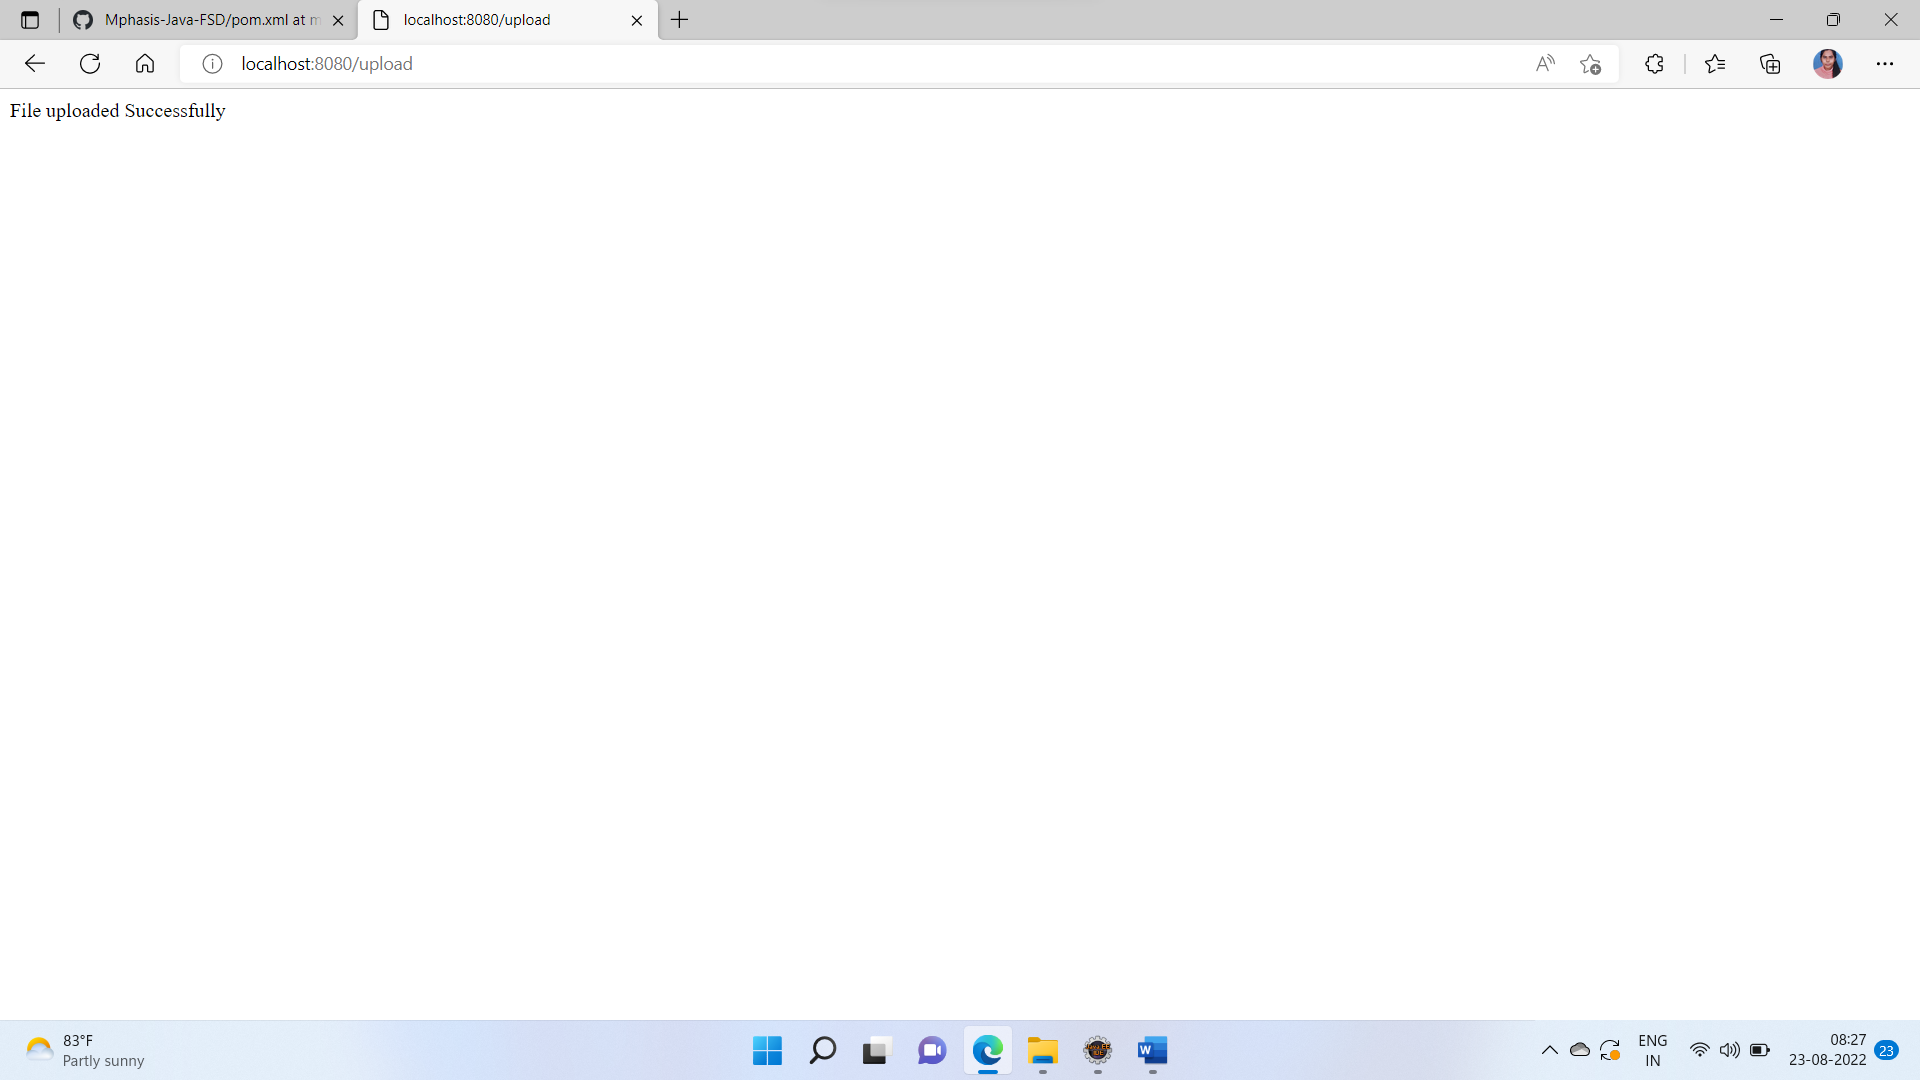 Mphasis-Java-FSD/pom.xml at m
localhost:8080/upload
localhost:8080/upload
File uploaded Successfully
83°F
Partly sunny
ENG
IN
08:27
23-08-2022
23